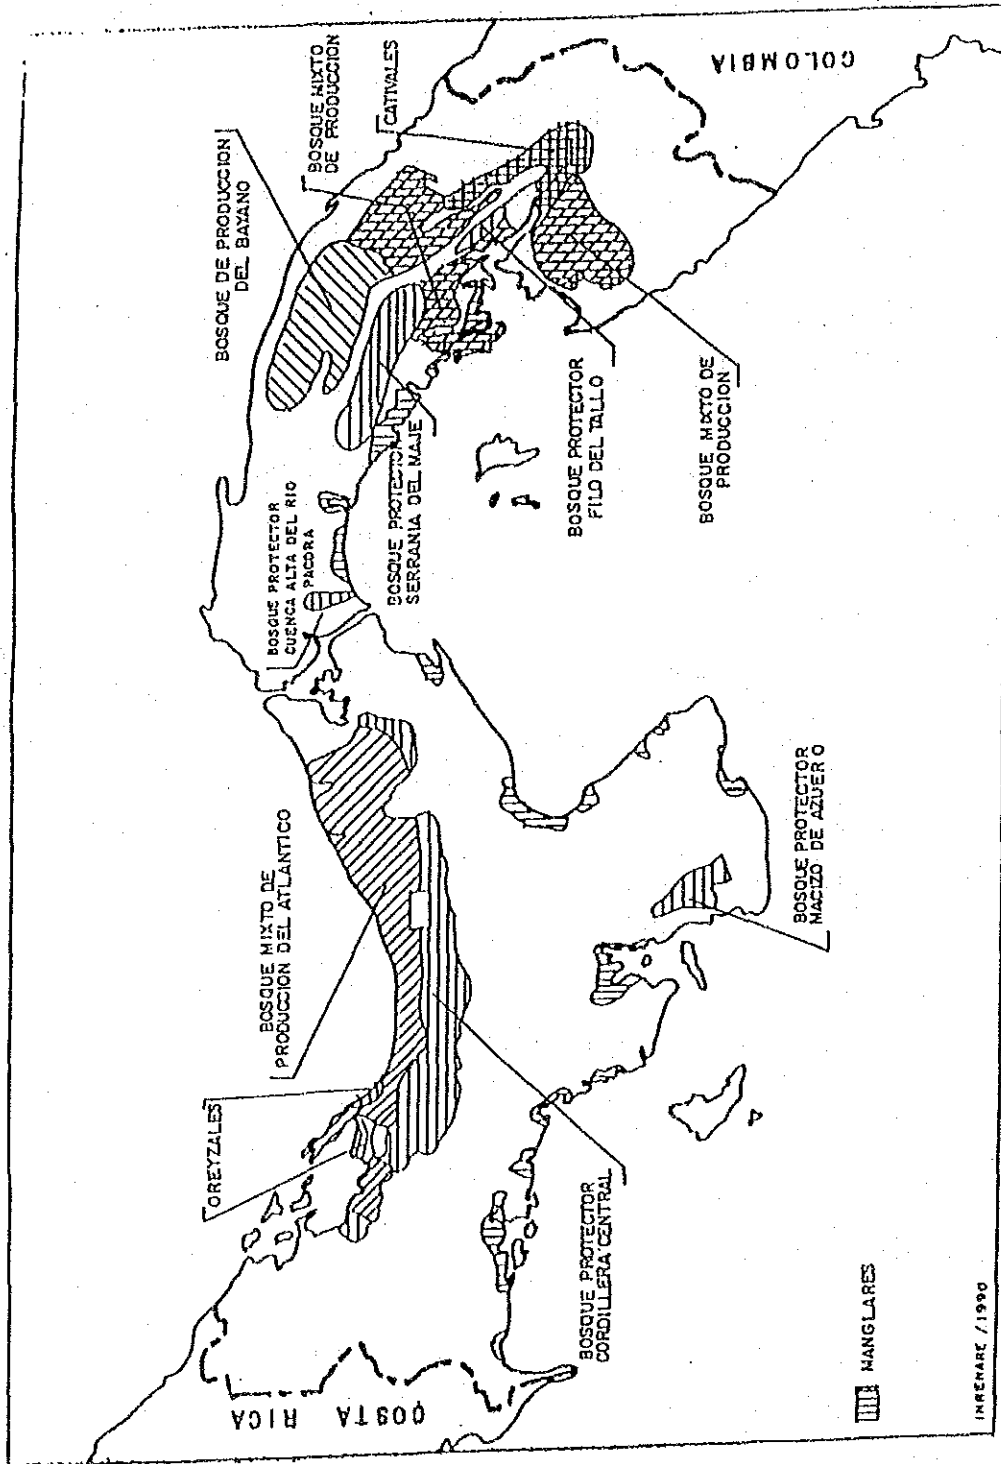 COSTA RICA
COLOMBIA
OREYZALES
BOSQUE MIXTO DE
PRODUCCION DEL ATLANTICO
BOSQUE PROTECTOR
CUENCA ALTA DEL RIO
PACORA
BOSQUE DE PRODUCCION
DEL BAYANO
BOSQUE MIXTO
DE PRODUCCION
CATIVALES
BOSQUE PROTECTOR
SERRANIA DEL MAJE
BOSQUE PROTECTOR
FILO DEL TALLO
BOSQUE MIXTO DE
PRODUCCION
BOSQUE PROTECTOR
CORDILLERA CENTRAL
BOSQUE PROTECTOR
MACIZO DE AZUERO
MANGLARES
INRENARE / 1990